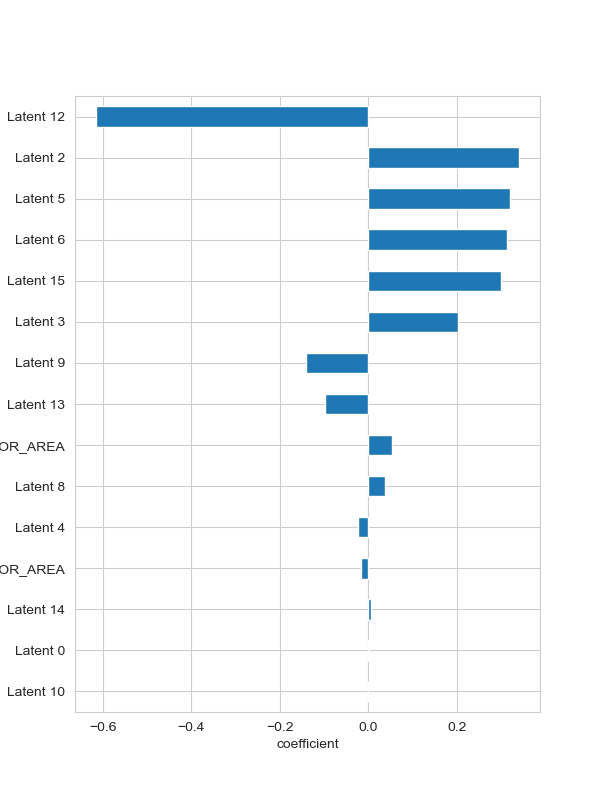 Latent 12
Latent 2
Latent 5
Latent 6
Latent 15
Latent 3
Latent 9
Latent 13
OR_AREA
Latent 8
Latent 4
OR_AREA
Latent 14
Latent 0
Latent 10
−0.6 −0.4 −0.2 0.0 0.2
coefficient